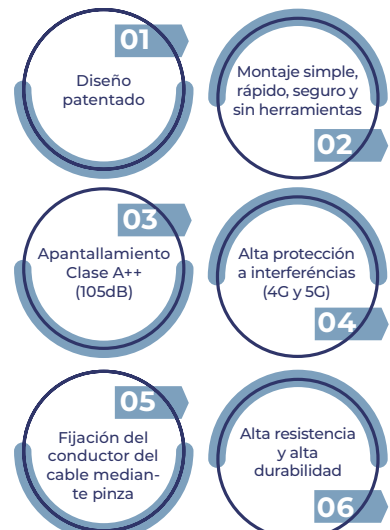 01
Diseño
patentado
Montaje simple,
rápido, seguro y
sin herramientas
02
03
Apantallamiento
Clase A++
(105dB)
Alta protección
a interferéncias
(4G y 5G)
04
05
Fijación del
conductor del
cable median-
te pinza
Alta resistencia
y alta
durabilidad
06